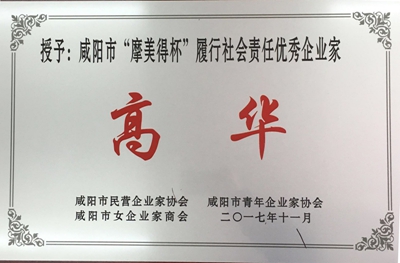 授予：咸阳市“摩美得杯”履行社会责任优秀企业家
高华
咸阳市民营企业家协会 咸阳市青年企业家协会
咸阳市女企业家商会 二〇一七年十一月